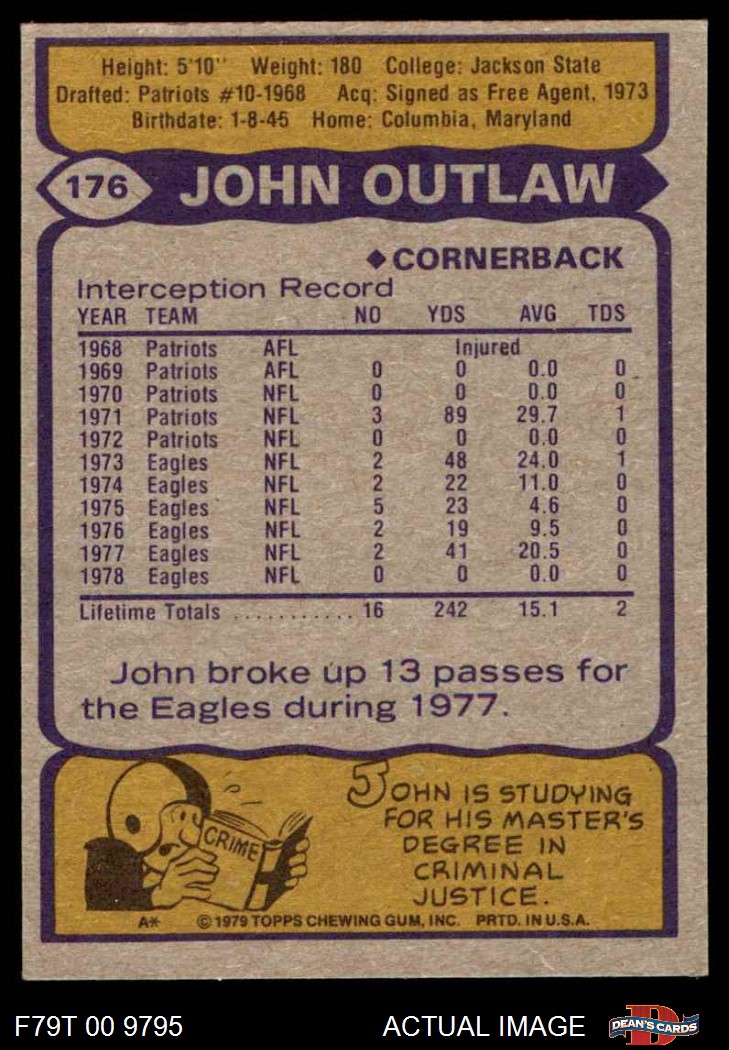 Height: 5'10'' Weight: 180 College: Jackson State
Drafted: Patriots #10-1968 Acq: Signed as Free Agent, 1973
Birthdate: 1-8-45 Home: Columbia, Maryland
176 JOHN OUTLAW
◆CORNERBACK
Interception Record
YEAR TEAM NO YDS AVG TDS
1968 Patriots AFL Injured
1969 Patriots AFL 0 0 0.0 0
1970 Patriots NFL 0 0 0.0 0
1971 Patriots NFL 3 89 29.7 1
1972 Patriots NFL 0 0 0.0 0
1973 Eagles NFL 2 48 24.0 1
1974 Eagles NFL 2 22 11.0 0
1975 Eagles NFL 5 23 4.6 0
1976 Eagles NFL 2 19 9.5 0
1977 Eagles NFL 2 41 20.5 0
1978 Eagles NFL 0 0 0.0 0
Lifetime Totals ........... 16 242 15.1 2
John broke up 13 passes for
the Eagles during 1977.
CRIME
JOHN IS STUDYING
FOR HIS MASTER'S
DEGREE IN
CRIMINAL
JUSTICE.
A* © 1979 TOPPS CHEWING GUM, INC. PRTD. IN U.S.A.
F79T 00 9795 ACTUAL IMAGE D DEAN'S CARDS